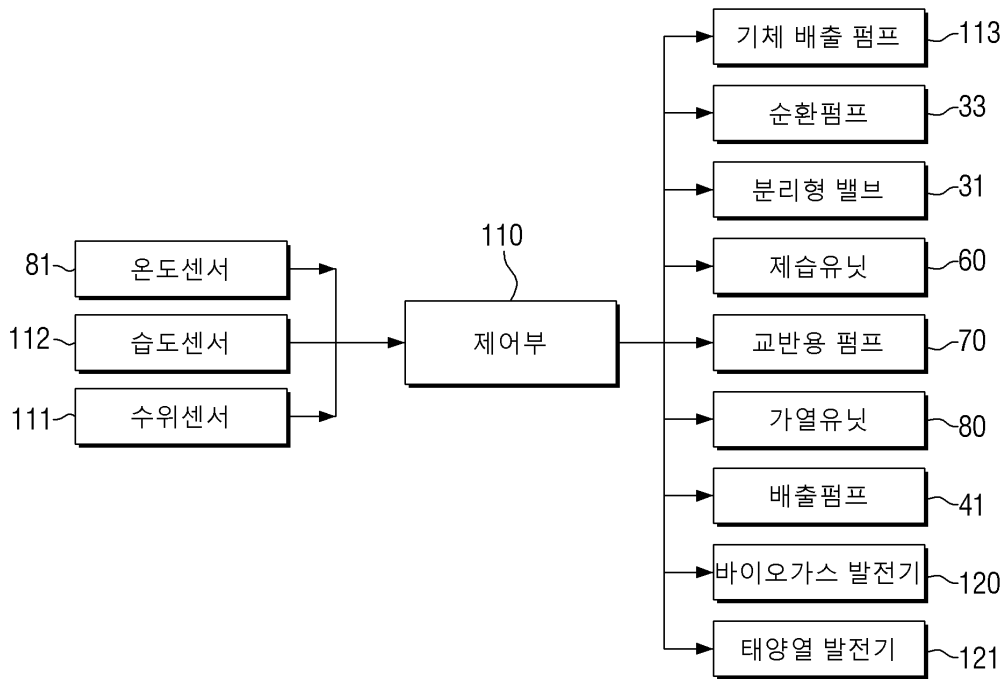 기체 배출 펌프
113
순환펌프
33
분리형 밸브
31
110
81
온도센서
제습유닛
60
112
습도센서
제어부
교반용 펌프
70
111
수위센서
가열유닛
80
배출펌프
41
바이오가스 발전기
120
태양열 발전기
121